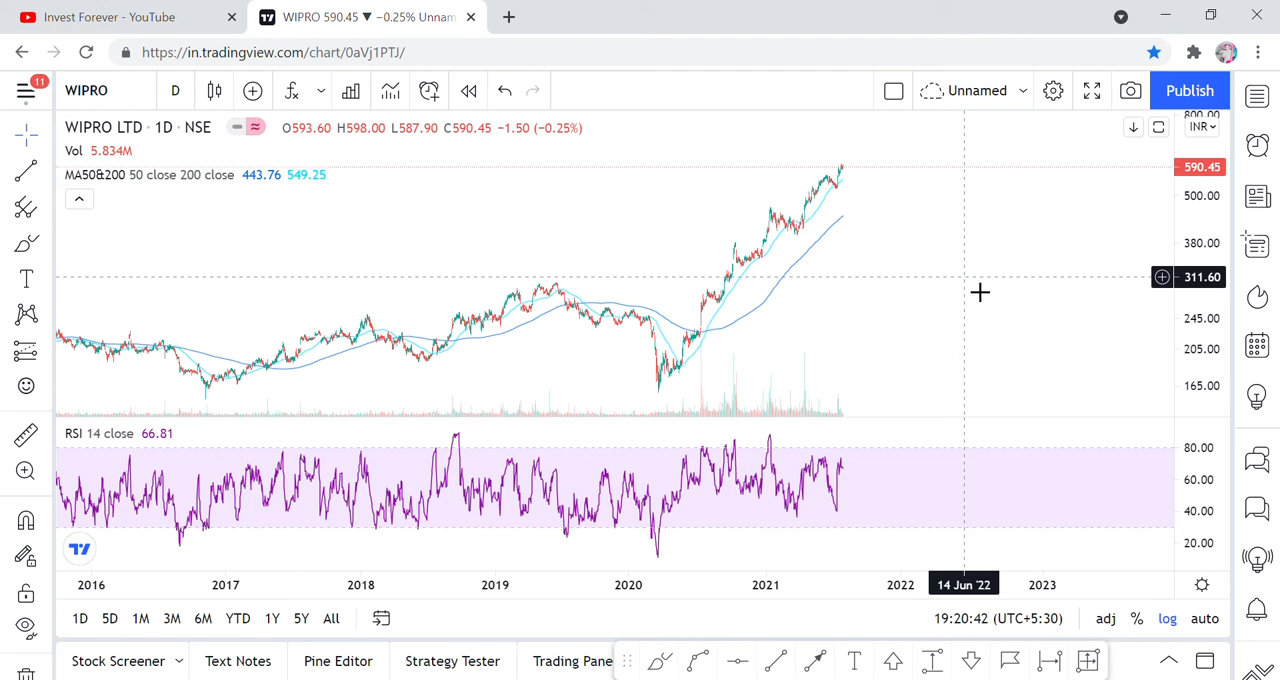 Invest Forever - YouTube
WIPRO 590.45 ▼ −0.25% Unnam
https://in.tradingview.com/chart/0aVj1PTJ/
11
WIPRO D
Unnamed
Publish
WIPRO LTD · 1D · NSE O593.60 H598.00 L587.90 C590.45 −1.50 (−0.25%)
Vol 5.834M
MA50&200 50 close 200 close 443.76 549.25
800.00
INR
590.45
500.00
380.00
311.60
245.00
205.00
165.00
RSI 14 close 66.81
80.00
60.00
40.00
20.00
2016 2017 2018 2019 2020 2021 2022 14 Jun '22 2023
1D 5D 1M 3M 6M YTD 1Y 5Y All
19:20:42 (UTC+5:30) adj % log auto
Stock Screener Text Notes Pine Editor Strategy Tester Trading Pane